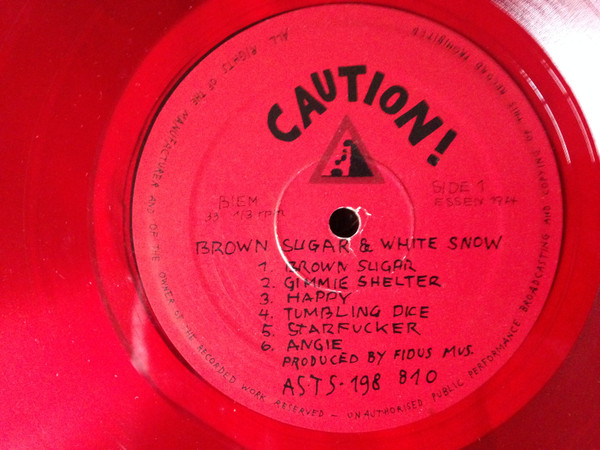 CAUTION!
BIEM
33 1/3 rpm
SIDE 1
ESSEN 1974
BROWN SUGAR & WHITE SNOW
1. BROWN SUGAR
2. GIMMIE SHELTER
3. HAPPY
4. TUMBLING DICE
5. STARFUCKER
6. ANGIE
PRODUCED BY FIDUS MUS.
ASTS-198 810
ALL RIGHTS OF THE MANUFACTURER AND OF THE OWNER OF THE RECORDED WORK RESERVED - UNAUTHORISED PUBLIC PERFORMANCE BROADCASTING AND COPYING OF THIS RECORD PROHIBITED